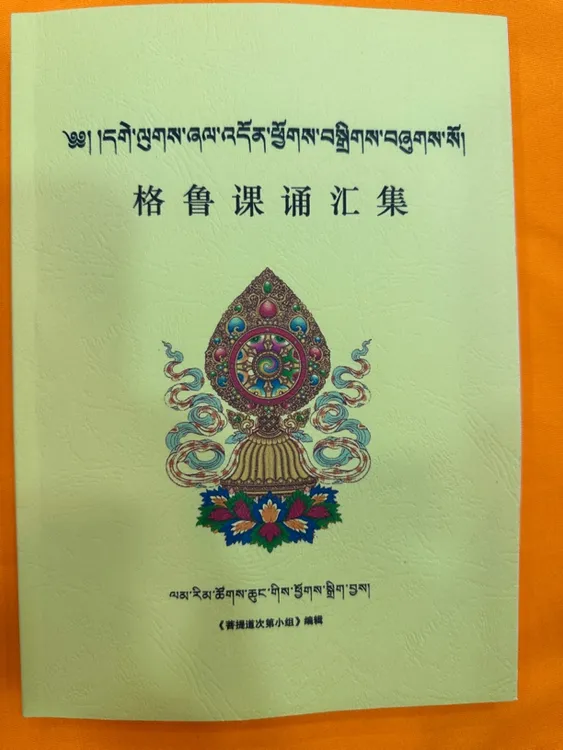 ༄༅། །དགེ་ལུགས་ཞལ་འདོན་ཕྱོགས་བསྒྲིགས་བཞུགས་སོ།
格鲁课诵汇集
ལམ་རིམ་ཚོགས་ཆུང་གིས་ཕྱོགས་སྒྲིག་བྱས།
《菩提道次第小组》编辑